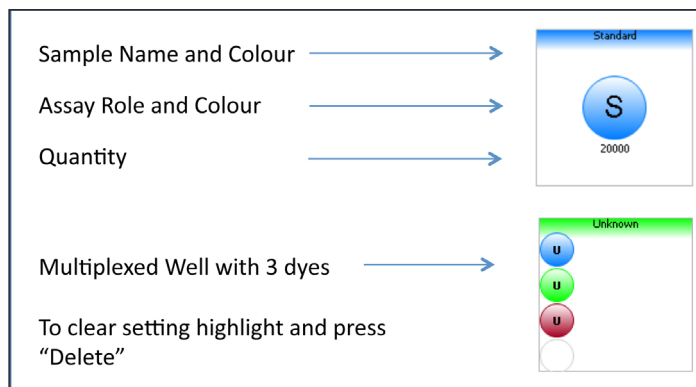 Sample Name and Colour
Standard
Assay Role and Colour
S
Quantity
20000
Unknown
Multiplexed Well with 3 dyes
U
U
U
To clear setting highlight and press
“Delete”